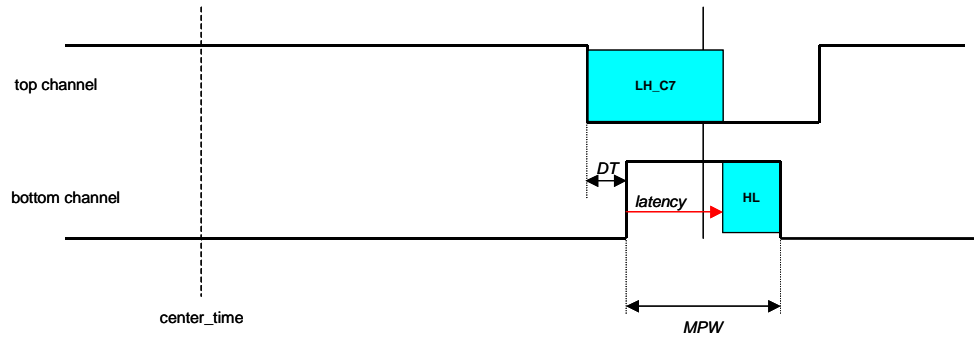 top channel
LH_C7
DT
bottom channel
latency
HL
center_time
MPW